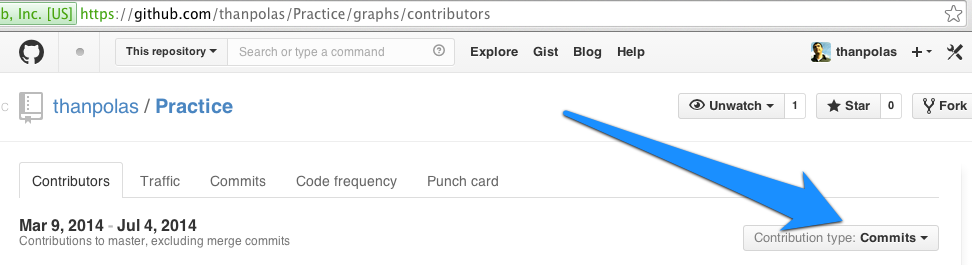 b, Inc. [US] https://github.com/thanpolas/Practice/graphs/contributors
This repository Search or type a command Explore Gist Blog Help thanpolas
C thanpolas / Practice Unwatch 1 Star 0 Fork
Contributors Traffic Commits Code frequency Punch card
Mar 9, 2014 - Jul 4, 2014
Contributions to master, excluding merge commits
Contribution type: Commits